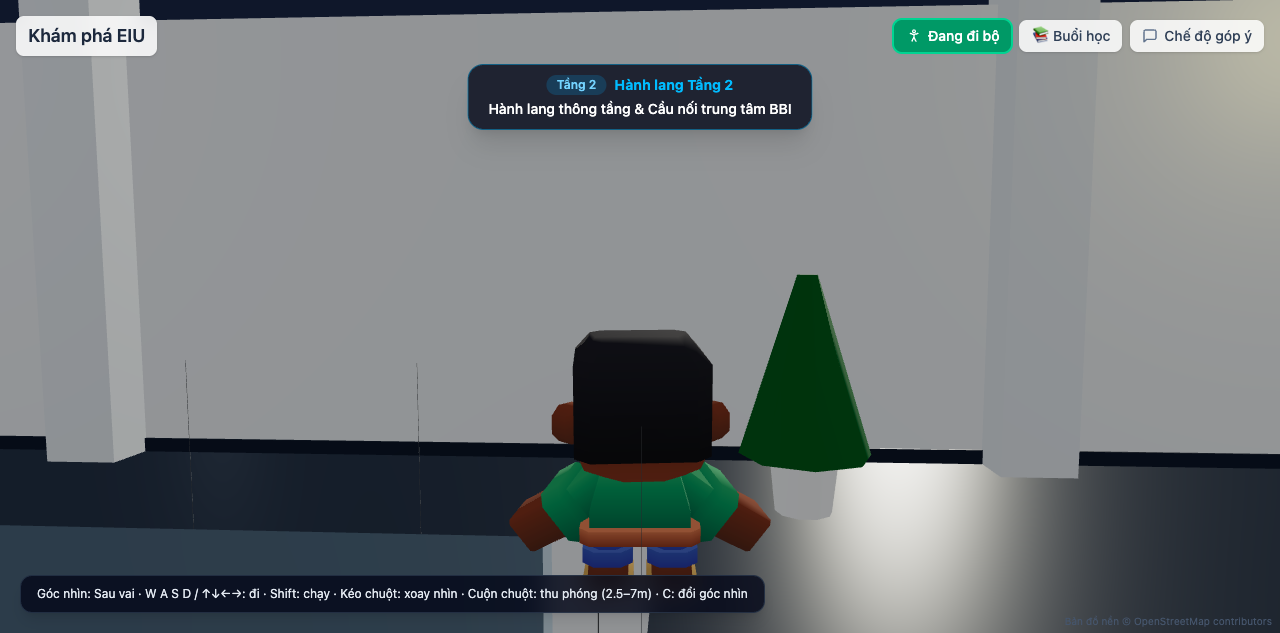 Khám phá EIU
Đang đi bộ
Buổi học
Chế độ góp ý
Tầng 2 Hành lang Tầng 2
Hành lang thông tầng & Cầu nối trung tâm BBI
Góc nhìn: Sau vai · W A S D / ↑↓←→: đi · Shift: chạy · Kéo chuột: xoay nhìn · Cuộn chuột: thu phóng (2.5–7m) · C: đổi góc nhìn
Bản đồ nền © OpenStreetMap contributors